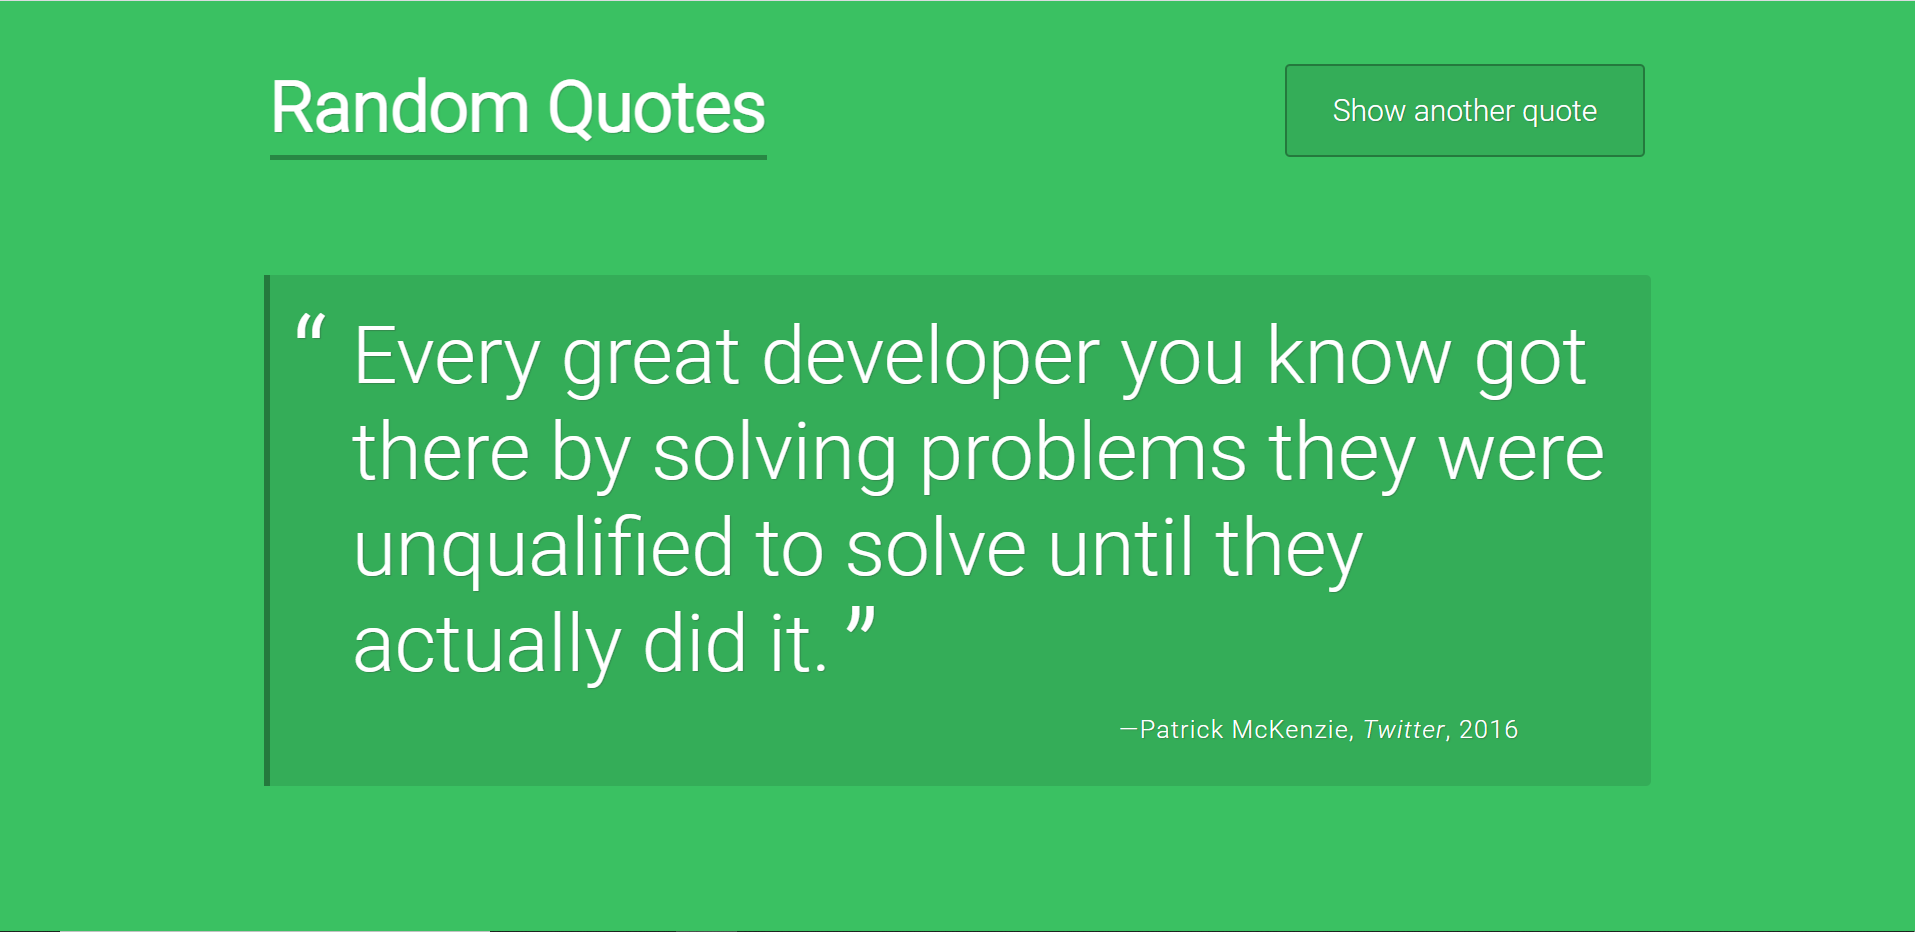 Random Quotes
Show another quote
“ Every great developer you know got
there by solving problems they were
unqualified to solve until they
actually did it. ”
—Patrick McKenzie, Twitter, 2016